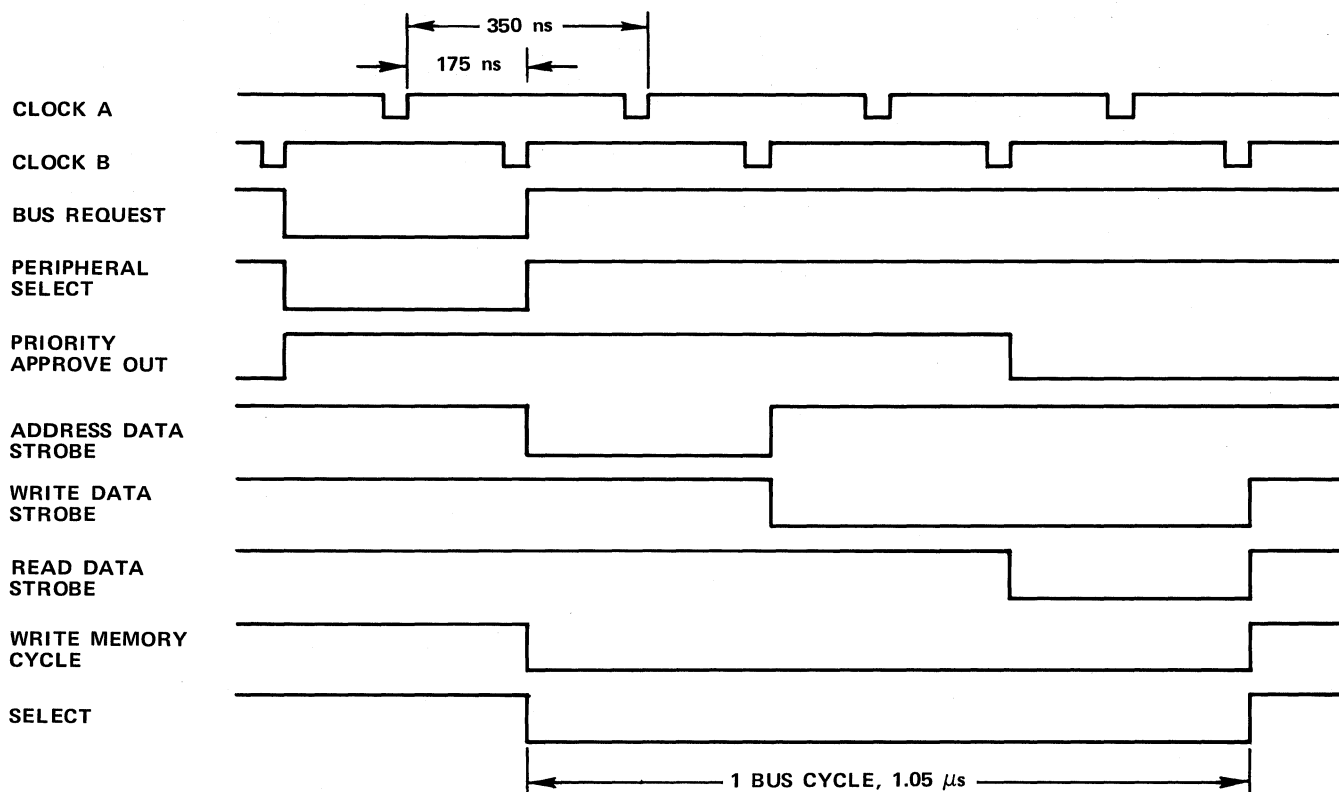 350 ns
175 ns
CLOCK A
CLOCK B
BUS REQUEST
PERIPHERAL
SELECT
PRIORITY
APPROVE OUT
ADDRESS DATA
STROBE
WRITE DATA
STROBE
READ DATA
STROBE
WRITE MEMORY
CYCLE
SELECT
1 BUS CYCLE, 1.05 μs